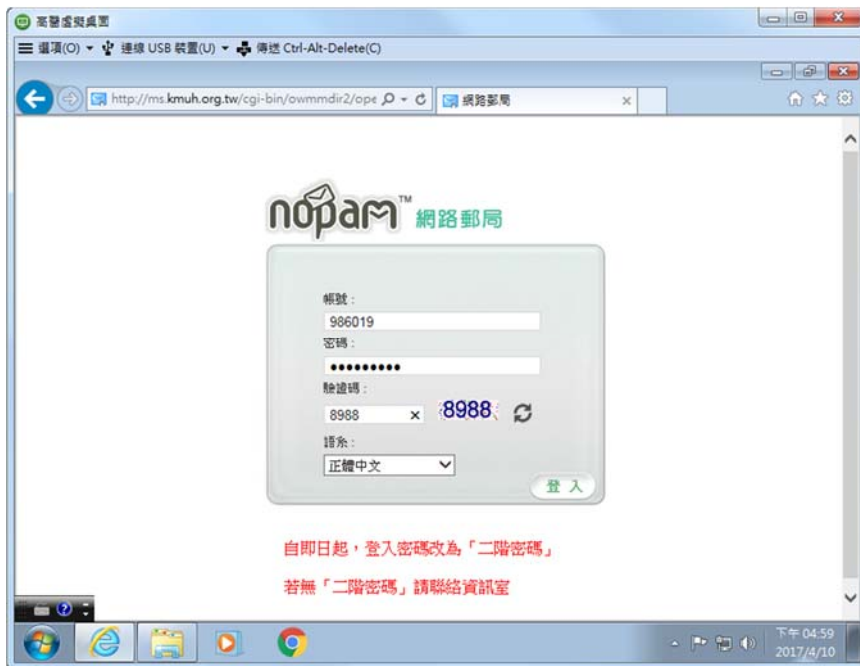 高醫虛擬桌面
選項(O) 連線 USB 裝置(U) 傳送 Ctrl-Alt-Delete(C)
http://ms.kmuh.org.tw/cgi-bin/owmmdir2/ope
網路郵局
nopam™ 網路郵局
帳號：
986019
密碼：
•••••••••
驗證碼：
8988 8988
語系：
正體中文
登入
自即日起，登入密碼改為「二階密碼」
若無「二階密碼」請聯絡資訊室
下午 04:59
2017/4/10